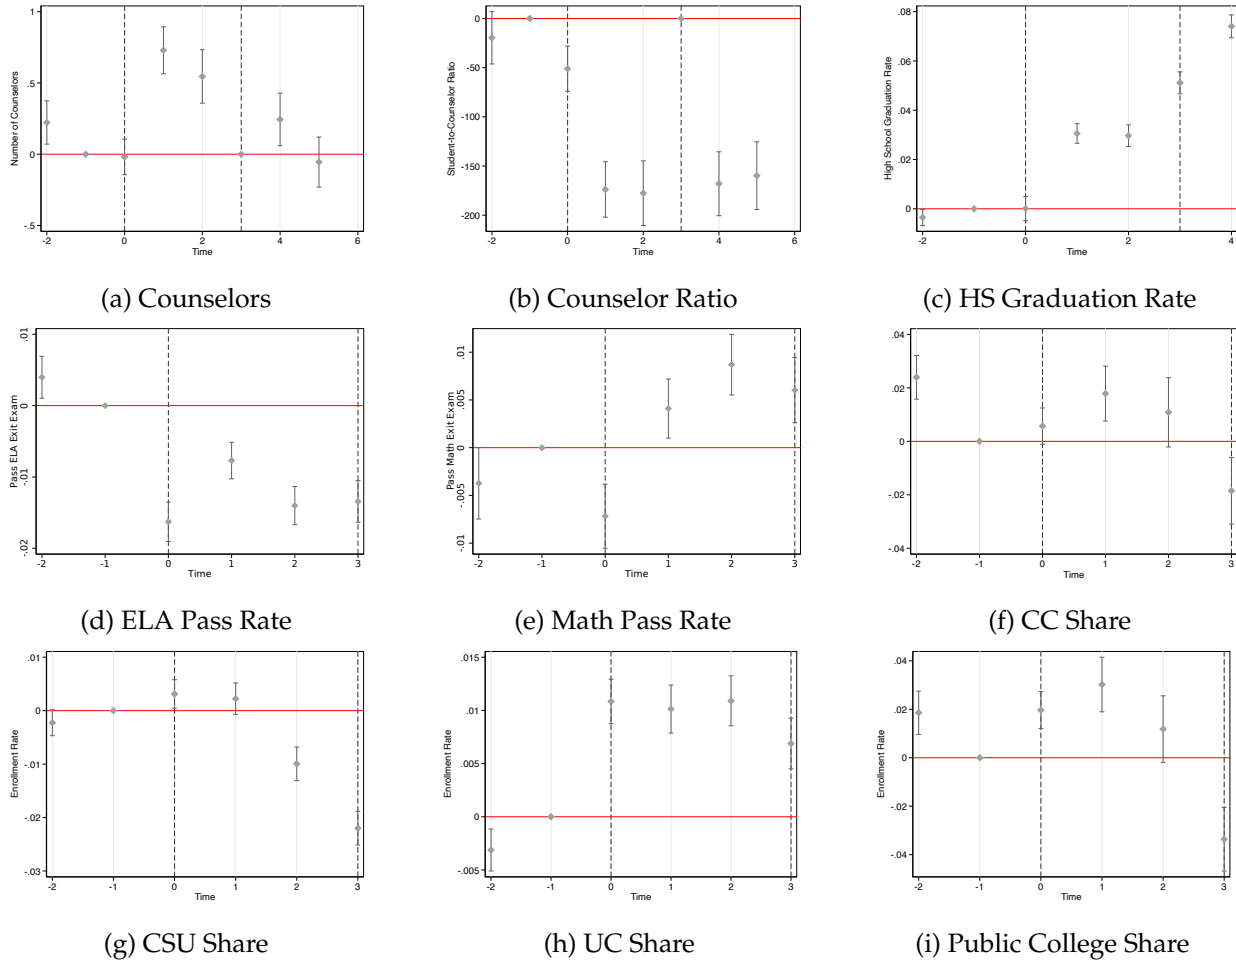 1
.5
0
-.5
Number of Counselors
-2 0 2 4 6
Time
(a) Counselors
0
-50
-100
-150
-200
Student-to-Counselor Ratio
-2 0 2 4 6
Time
(b) Counselor Ratio
.08
.06
.04
.02
0
High School Graduation Rate
-2 0 2 4
Time
(c) HS Graduation Rate
.01
0
-.01
-.02
Pass ELA Exit Exam
-2 -1 0 1 2 3
Time
(d) ELA Pass Rate
.01
.005
0
-.005
-.01
Pass Math Exit Exam
-2 -1 0 1 2 3
Time
(e) Math Pass Rate
.04
.02
0
-.02
-.04
Enrollment Rate
-2 -1 0 1 2 3
Time
(f) CC Share
.01
0
-.01
-.02
-.03
Enrollment Rate
-2 -1 0 1 2 3
Time
(g) CSU Share
.015
.01
.005
0
-.005
Enrollment Rate
-2 -1 0 1 2 3
Time
(h) UC Share
.04
.02
0
-.02
-.04
Enrollment Rate
-2 -1 0 1 2 3
Time
(i) Public College Share